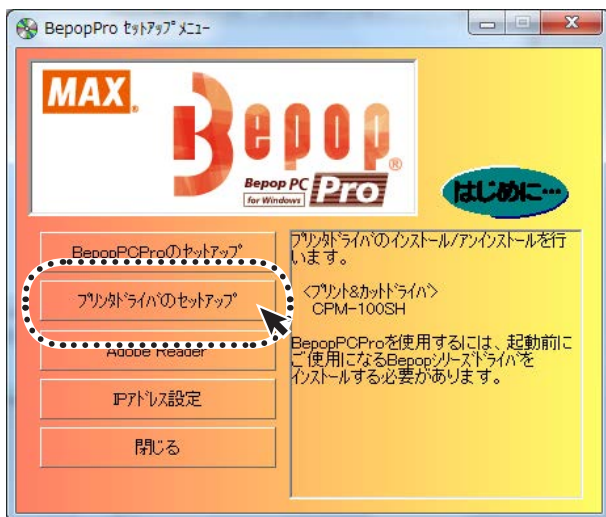 BepopPro ｾｯﾄｱｯﾌﾟﾒﾆｭｰ
MAX®
Bepop®
Bepop PC Pro
for Windows
はじめに…
BepopPCProのｾｯﾄｱｯﾌﾟ
ﾌﾟﾘﾝﾀﾄﾞﾗｲﾊﾞのｾｯﾄｱｯﾌﾟ
Adobe Reader
IPｱﾄﾞﾚｽ設定
閉じる
ﾌﾟﾘﾝﾀﾄﾞﾗｲﾊﾞのｲﾝｽﾄｰﾙ/ｱﾝｲﾝｽﾄｰﾙを行
います。
<ﾌﾟﾘﾝﾄ&ｶｯﾄﾄﾞﾗｲﾊﾞ>
CPM-100SH
BepopPCProを使用するには、起動前に
ご使用になるBepopｼﾘｰｽﾞﾄﾞﾗｲﾊﾞを
ｲﾝｽﾄｰﾙする必要があります。